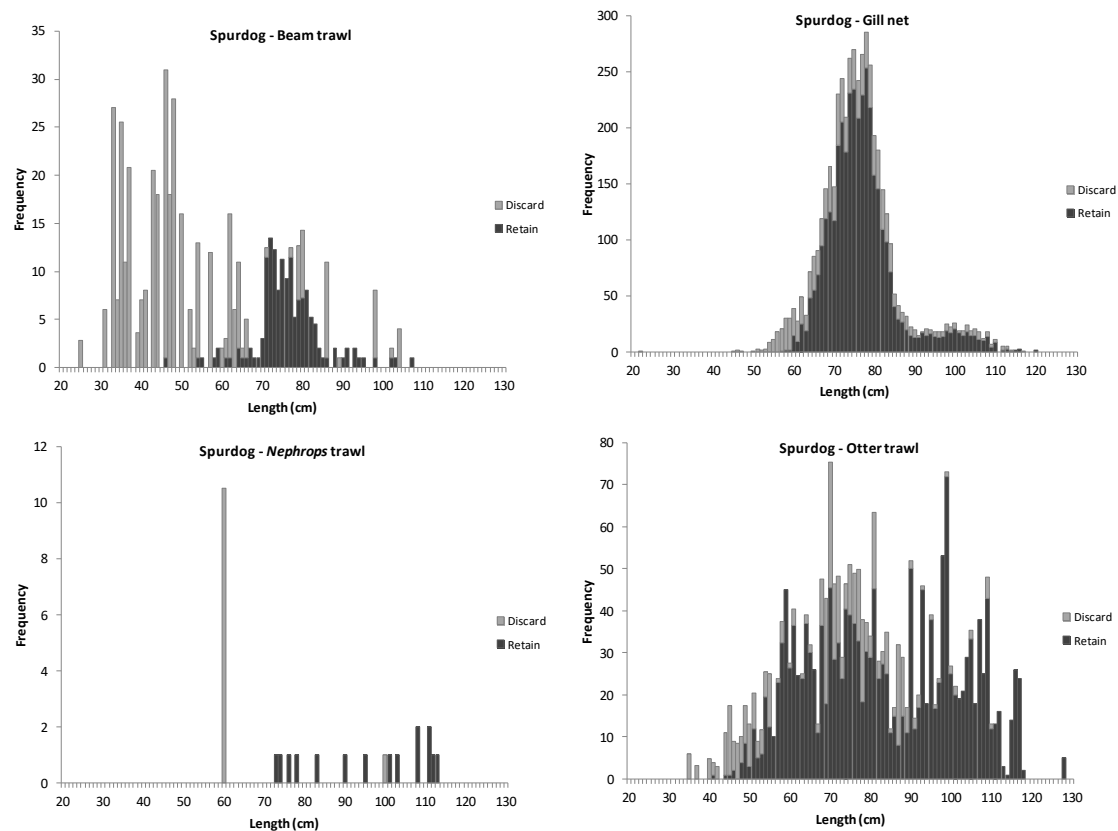 Spurdog - Beam trawl
35
30
25
20
15
10
5
0
Frequency
20 30 40 50 60 70 80 90 100 110 120 130
Length (cm)
Discard
Retain
Spurdog - Gill net
300
250
200
150
100
50
0
Frequency
20 30 40 50 60 70 80 90 100 110 120 130
Length (cm)
Discard
Retain
Spurdog - Nephrops trawl
12
10
8
6
4
2
0
Frequency
20 30 40 50 60 70 80 90 100 110 120 130
Length (cm)
Discard
Retain
Spurdog - Otter trawl
80
70
60
50
40
30
20
10
0
Frequency
20 30 40 50 60 70 80 90 100 110 120 130
Length (cm)
Discard
Retain